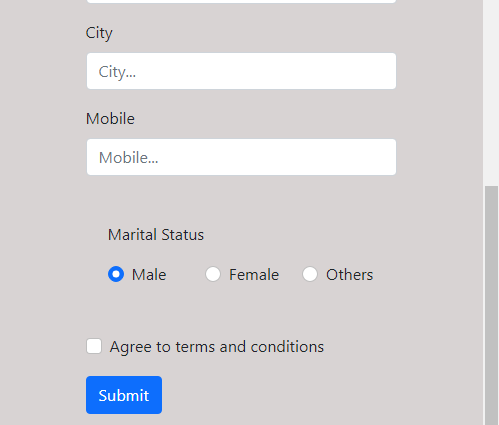 City
City...
Mobile
Mobile...
Marital Status
Male Female Others
Agree to terms and conditions
Submit